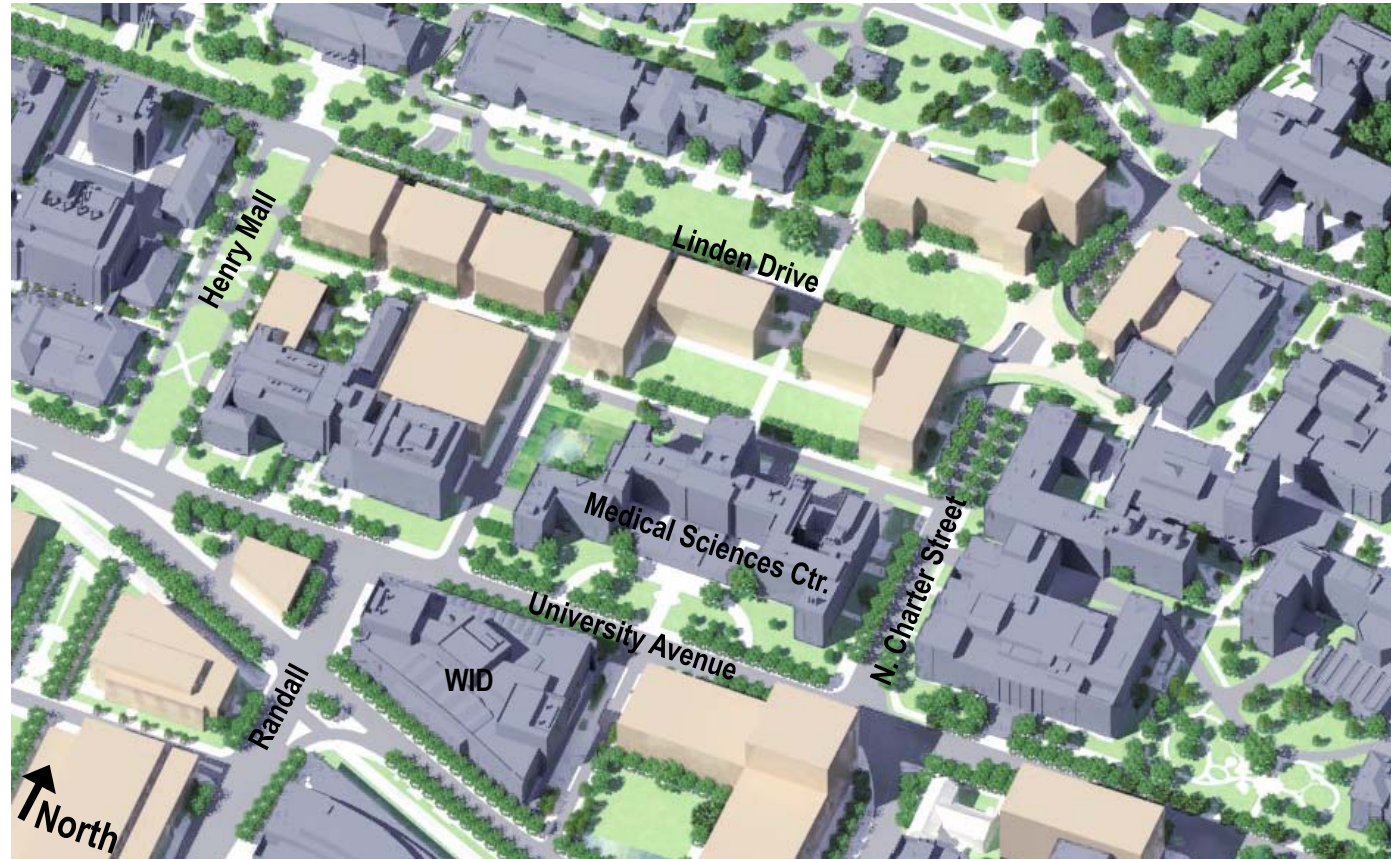 Henry Mall
Linden Drive
Medical Sciences Ctr.
N. Charter Street
University Avenue
WID
Randall
North